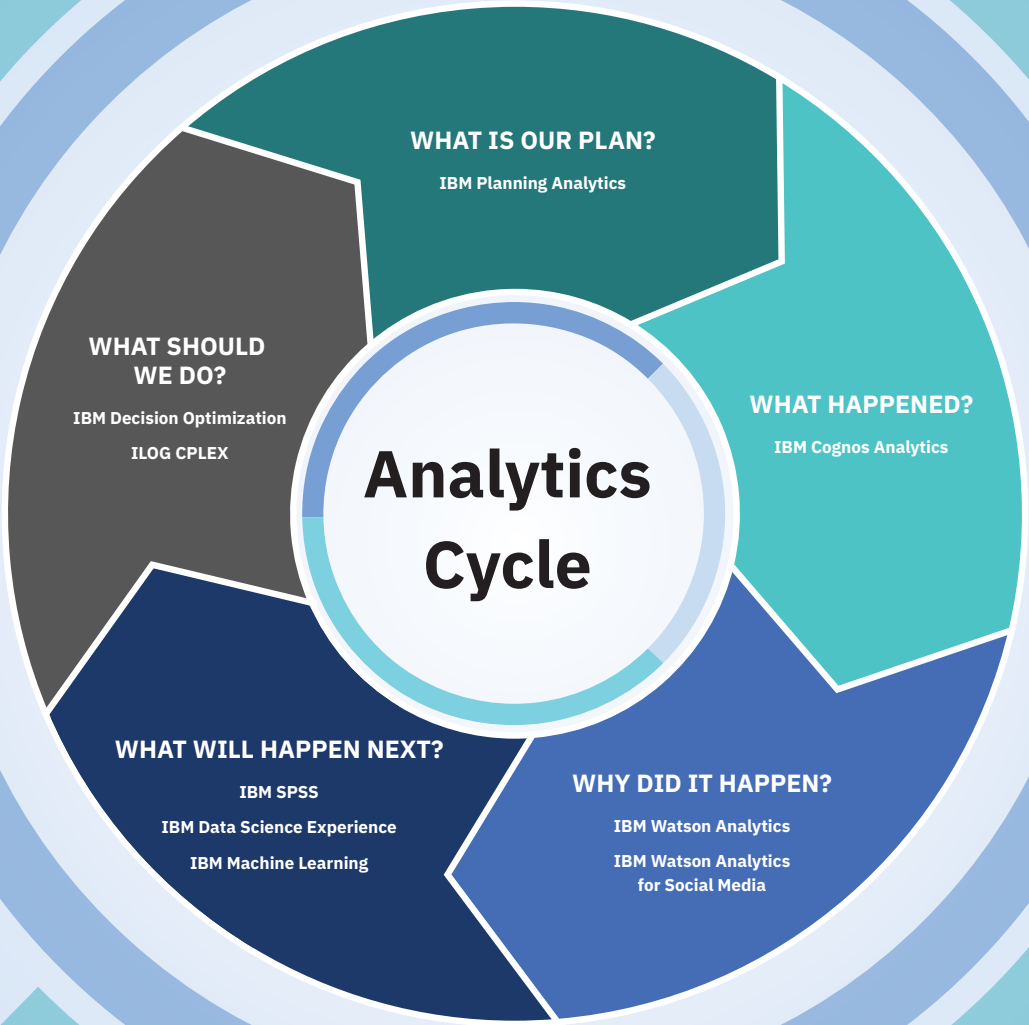 WHAT IS OUR PLAN?
IBM Planning Analytics
WHAT HAPPENED?
IBM Cognos Analytics
WHY DID IT HAPPEN?
IBM Watson Analytics
IBM Watson Analytics
for Social Media
WHAT WILL HAPPEN NEXT?
IBM SPSS
IBM Data Science Experience
IBM Machine Learning
WHAT SHOULD
WE DO?
IBM Decision Optimization
ILOG CPLEX
Analytics
Cycle